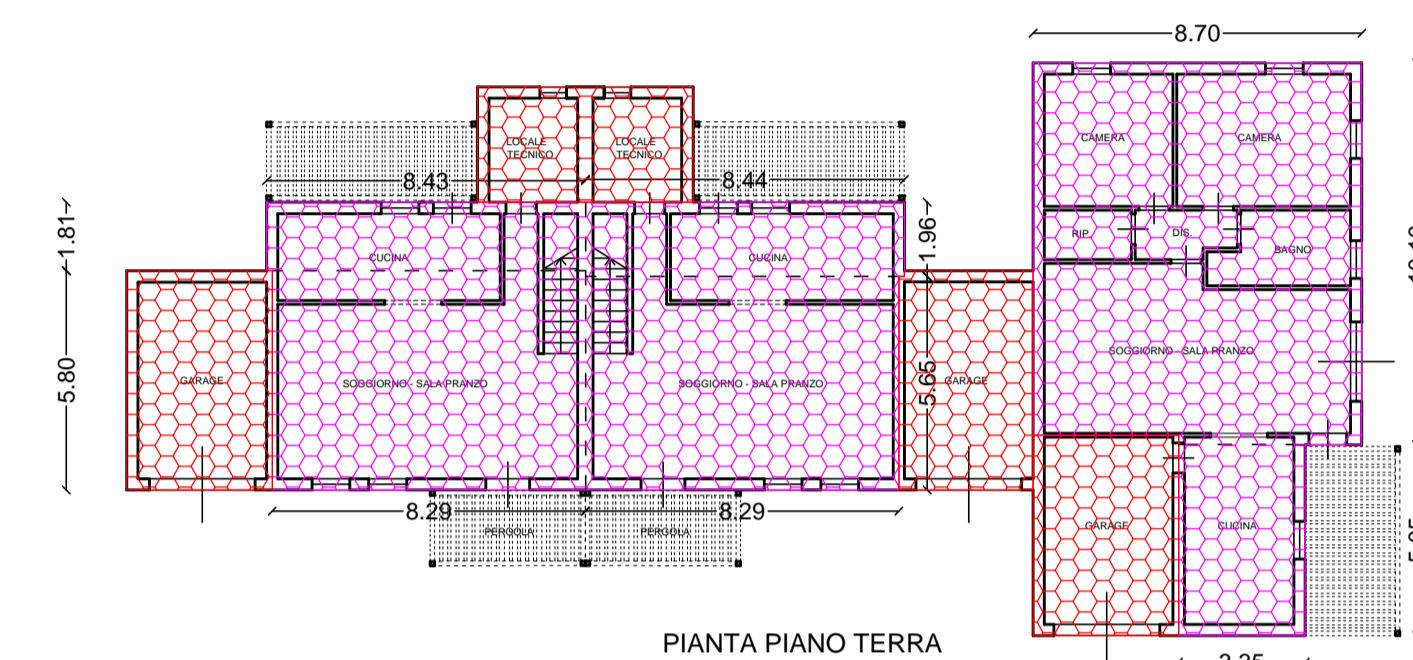 8.70
LOCALE
TECNICO
LOCALE
TECNICO
CAMERA
CAMERA
8.43
8.44
1.81
1.96
RIP.
DIS.
BAGNO
CUCINA
CUCINA
5.80
5.65
GARAGE
SOGGIORNO - SALA PRANZO
SOGGIORNO - SALA PRANZO
GARAGE
SOGGIORNO - SALA PRANZO
8.29
8.29
PERGOLA
PERGOLA
GARAGE
CUCINA
PIANTA PIANO TERRA